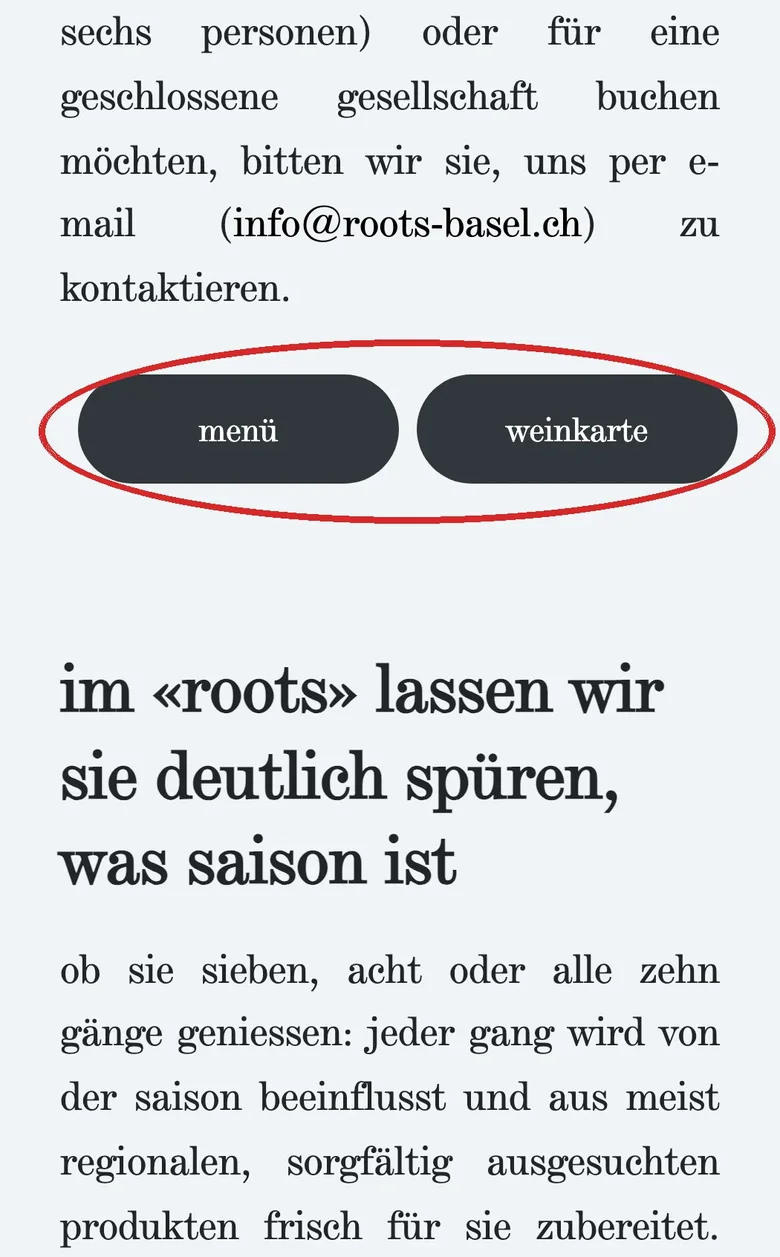 sechs personen) oder für eine
geschlossene gesellschaft buchen
möchten, bitten wir sie, uns per e-
mail (info@roots-basel.ch) zu
kontaktieren.
menü weinkarte
im «roots» lassen wir
sie deutlich spüren,
was saison ist
ob sie sieben, acht oder alle zehn
gänge geniessen: jeder gang wird von
der saison beeinflusst und aus meist
regionalen, sorgfältig ausgesuchten
produkten frisch für sie zubereitet.